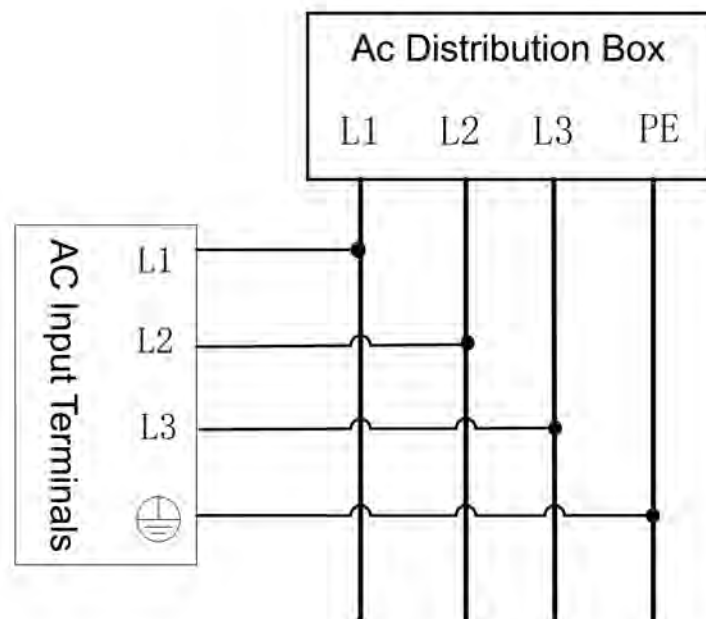 Ac Distribution Box
L1 L2 L3 PE
AC Input Terminals
L1
L2
L3